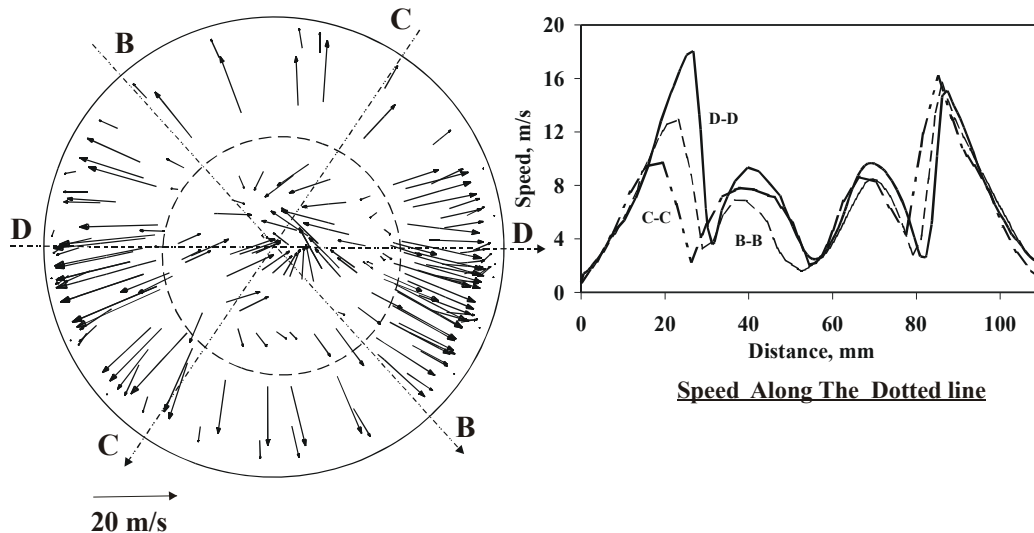 B
C
D
D
C
B
20 m/s
20
16
12
8
4
0
Speed, m/s
D-D
C-C
B-B
0
20
40
60
80
100
Distance, mm
Speed Along The Dotted line